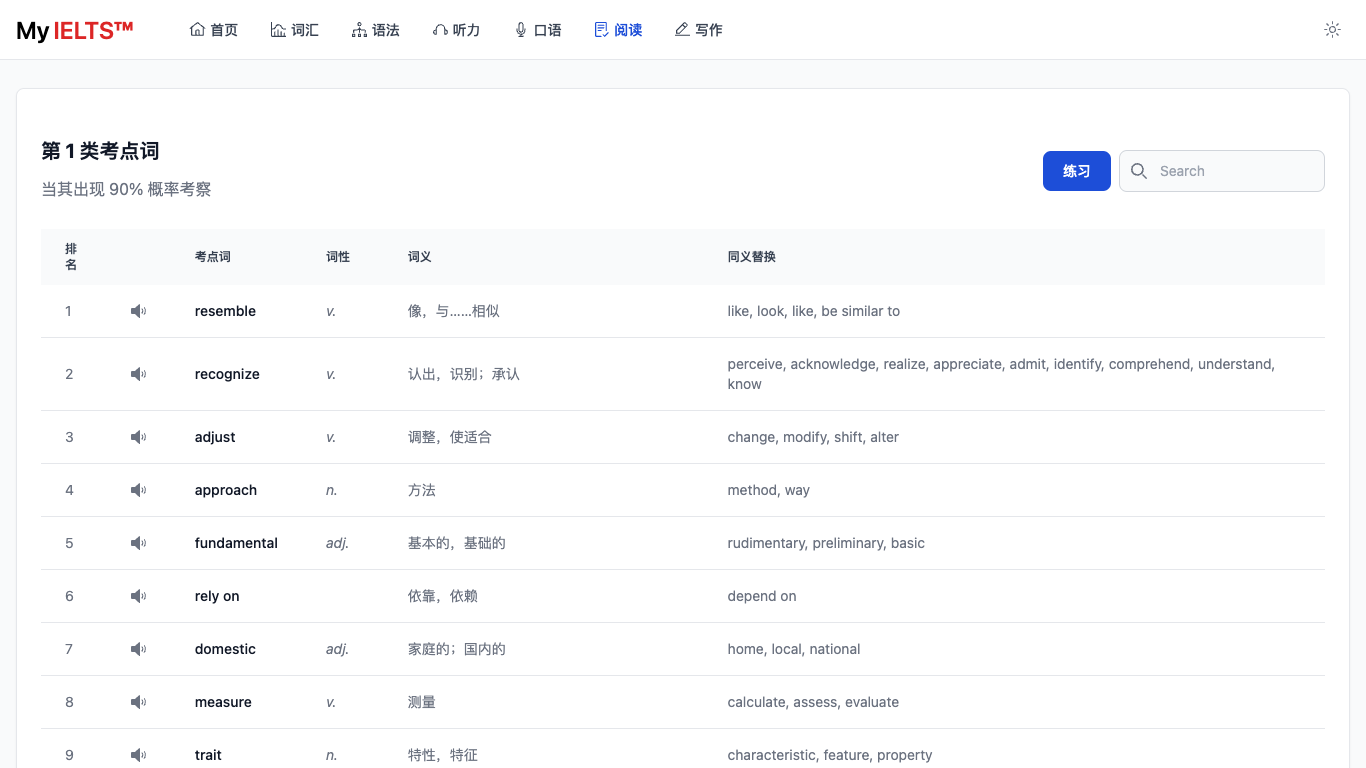 My IELTS™ 首页 词汇 语法 听力 口语 阅读 写作
第 1 类考点词
当其出现 90% 概率考察
练习 Search
排名 考点词 词性 词义 同义替换
1 resemble v. 像，与……相似 like, look, like, be similar to
2 recognize v. 认出，识别；承认 perceive, acknowledge, realize, appreciate, admit, identify, comprehend, understand,
know
3 adjust v. 调整，使适合 change, modify, shift, alter
4 approach n. 方法 method, way
5 fundamental adj. 基本的，基础的 rudimentary, preliminary, basic
6 rely on 依靠，依赖 depend on
7 domestic adj. 家庭的；国内的 home, local, national
8 measure v. 测量 calculate, assess, evaluate
9 trait n. 特性，特征 characteristic, feature, property